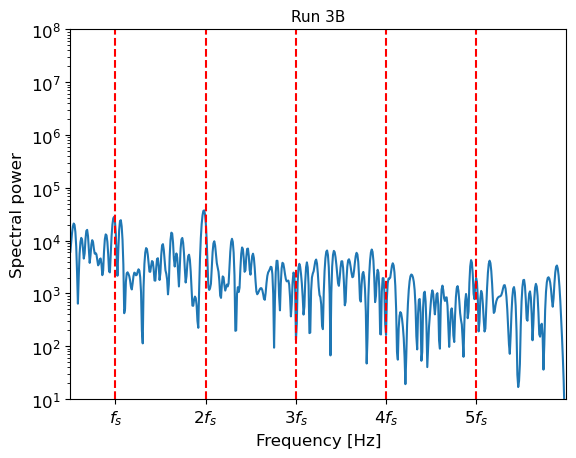 Run 3B
10^8
10^7
10^6
10^5
10^4
10^3
10^2
10^1
Spectral power
f_s 2f_s 3f_s 4f_s 5f_s
Frequency [Hz]